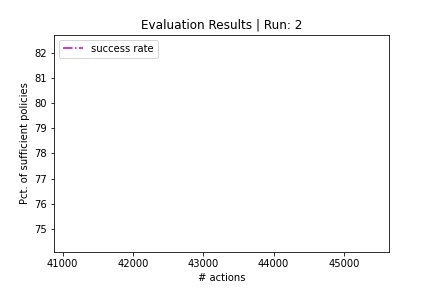 Evaluation Results | Run: 2
success rate
82
81
80
79
78
77
76
75
Pct. of sufficient policies
41000 42000 43000 44000 45000
# actions